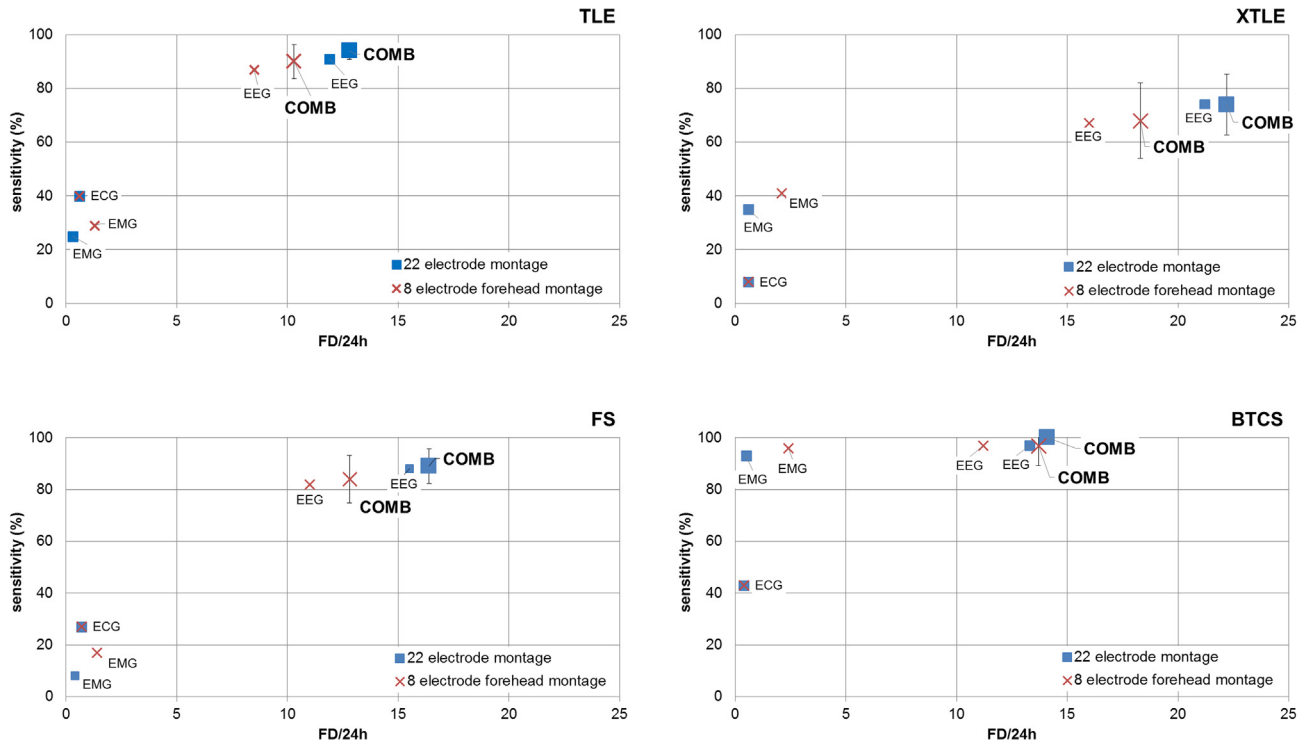 TLE
100
80
60
40
20
0
sensitivity (%)
EEG
COMB
EEG
COMB
ECG
EMG
EMG
22 electrode montage
8 electrode forehead montage
0 5 10 15 20 25
FD/24h
XTLE
100
80
60
40
20
0
sensitivity (%)
EEG
COMB
EEG
COMB
EMG
EMG
ECG
22 electrode montage
8 electrode forehead montage
0 5 10 15 20 25
FD/24h
FS
100
80
60
40
20
0
sensitivity (%)
EEG
COMB
EEG
COMB
ECG
EMG
EMG
22 electrode montage
8 electrode forehead montage
0 5 10 15 20 25
FD/24h
BTCS
100
80
60
40
20
0
sensitivity (%)
EMG
EMG
EEG
EEG
COMB
COMB
ECG
22 electrode montage
8 electrode forehead montage
0 5 10 15 20 25
FD/24h